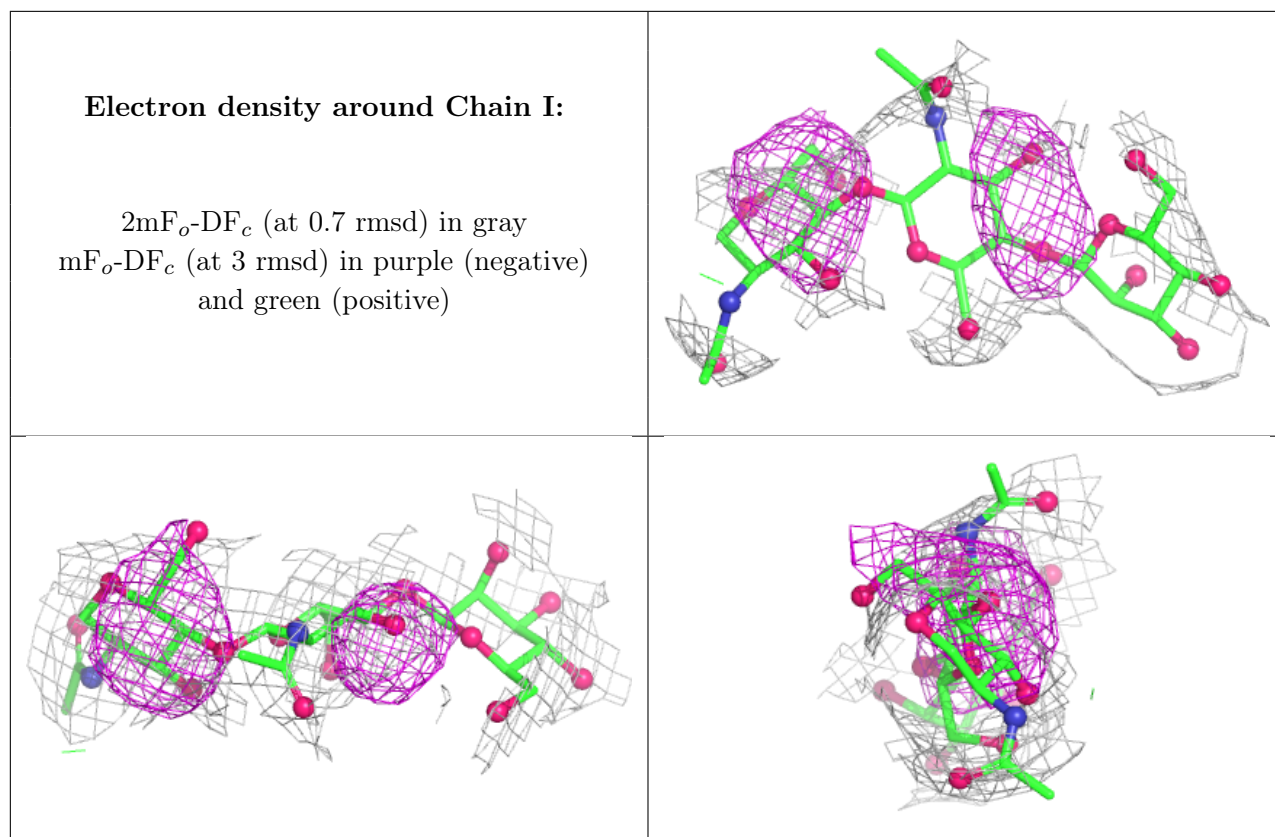 Electron density around Chain I:
2mFₒ-DF𝒸 (at 0.7 rmsd) in gray
mFₒ-DF𝒸 (at 3 rmsd) in purple (negative)
and green (positive)